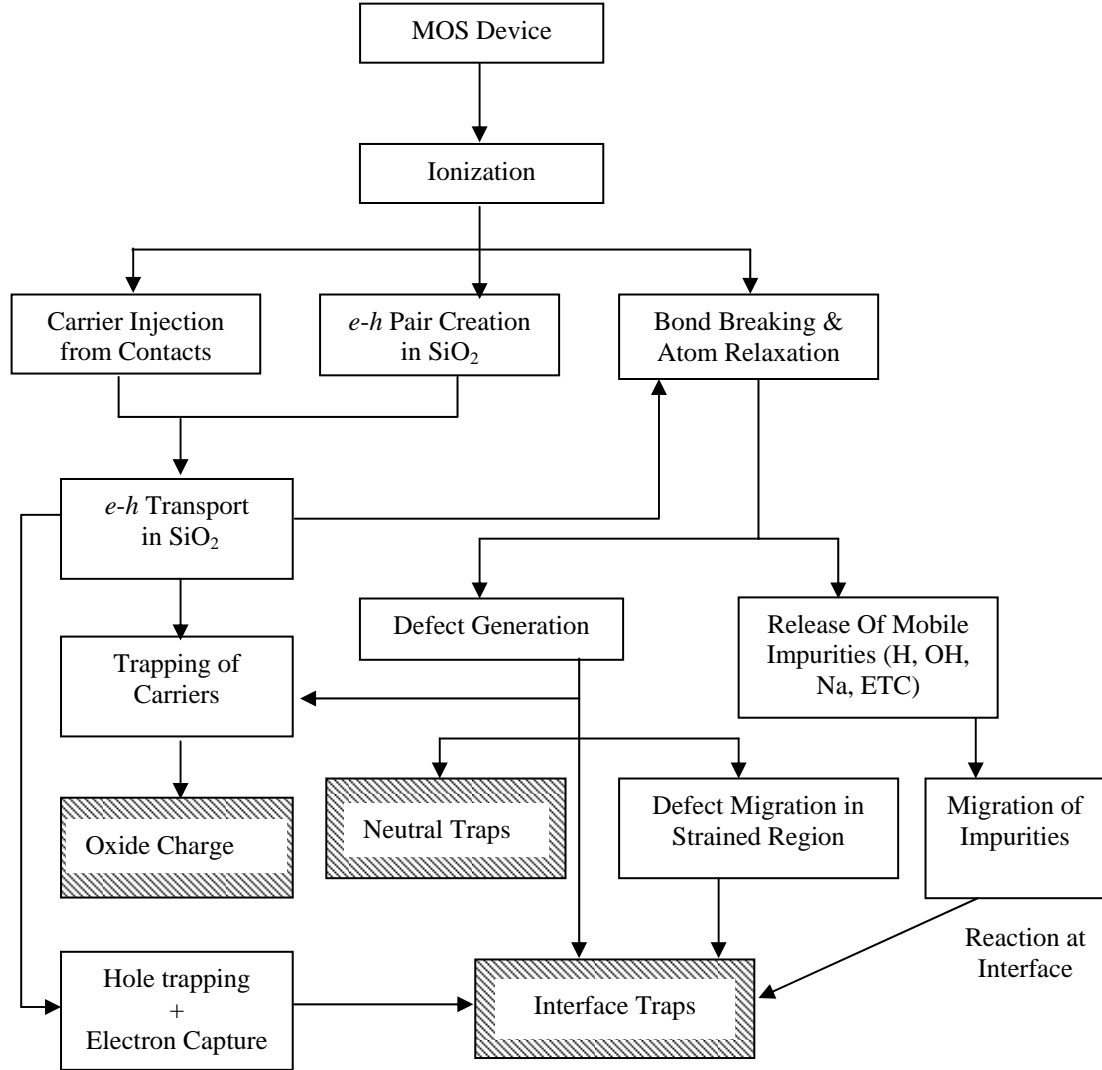 MOS Device
Ionization
Carrier Injection
from Contacts
e-h Pair Creation
in SiO₂
Bond Breaking &
Atom Relaxation
e-h Transport
in SiO₂
Defect Generation
Release Of Mobile
Impurities (H, OH,
Na, ETC)
Trapping of
Carriers
Oxide Charge
Neutral Traps
Defect Migration in
Strained Region
Migration of
Impurities
Reaction at
Interface
Hole trapping
+
Electron Capture
Interface Traps